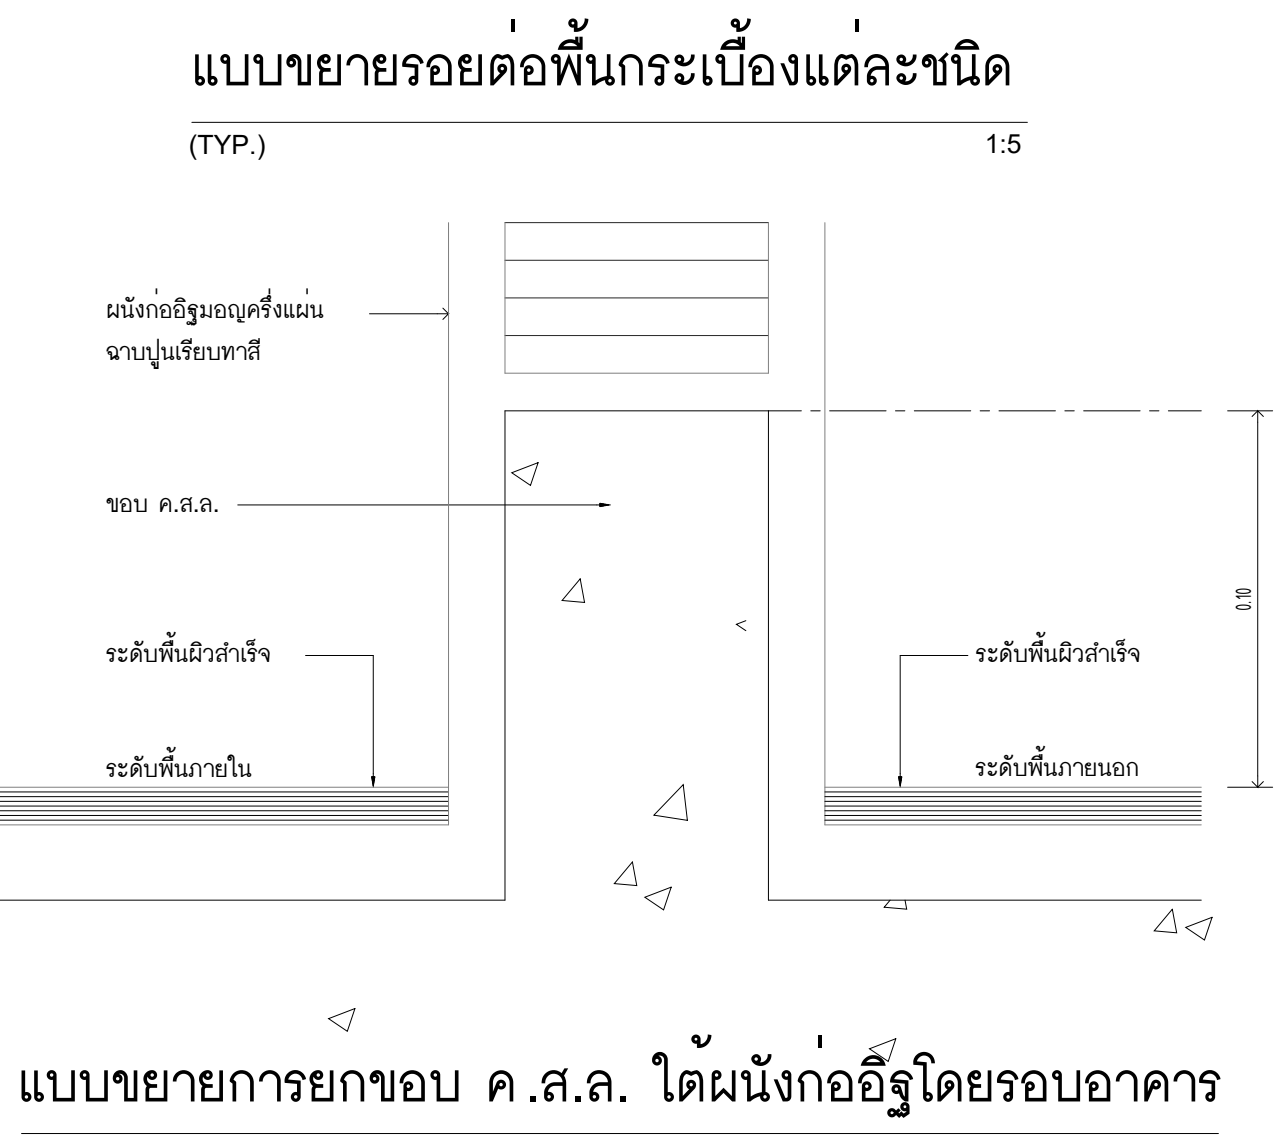 แบบขยายรอยต่อพื้นกระเบื้องแต่ละชนิด
(TYP.) 1:5
ผนังก่ออิฐมอญครึ่งแผ่น
ฉาบปูนเรียบทาสี
ขอบ ค.ส.ล.
0.10
ระดับพื้นผิวสำเร็จ ระดับพื้นผิวสำเร็จ
ระดับพื้นภายใน ระดับพื้นภายนอก
แบบขยายการยกขอบ ค.ส.ล. ใต้ผนังก่ออิฐโดยรอบอาคาร